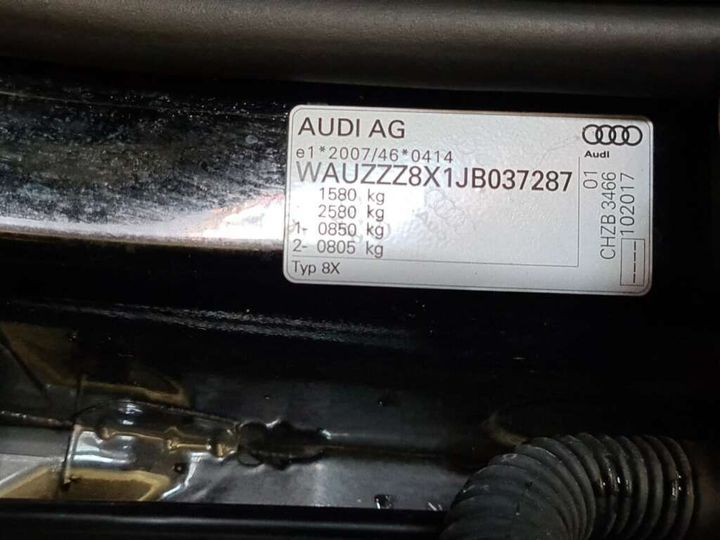 AUDI AG
Audi
e1*2007/46*0414
WAUZZZ8X1JB037287
1580 kg
2580 kg
1- 0850 kg
2- 0805 kg
Typ 8X
01
CHZB 3466
102017
----